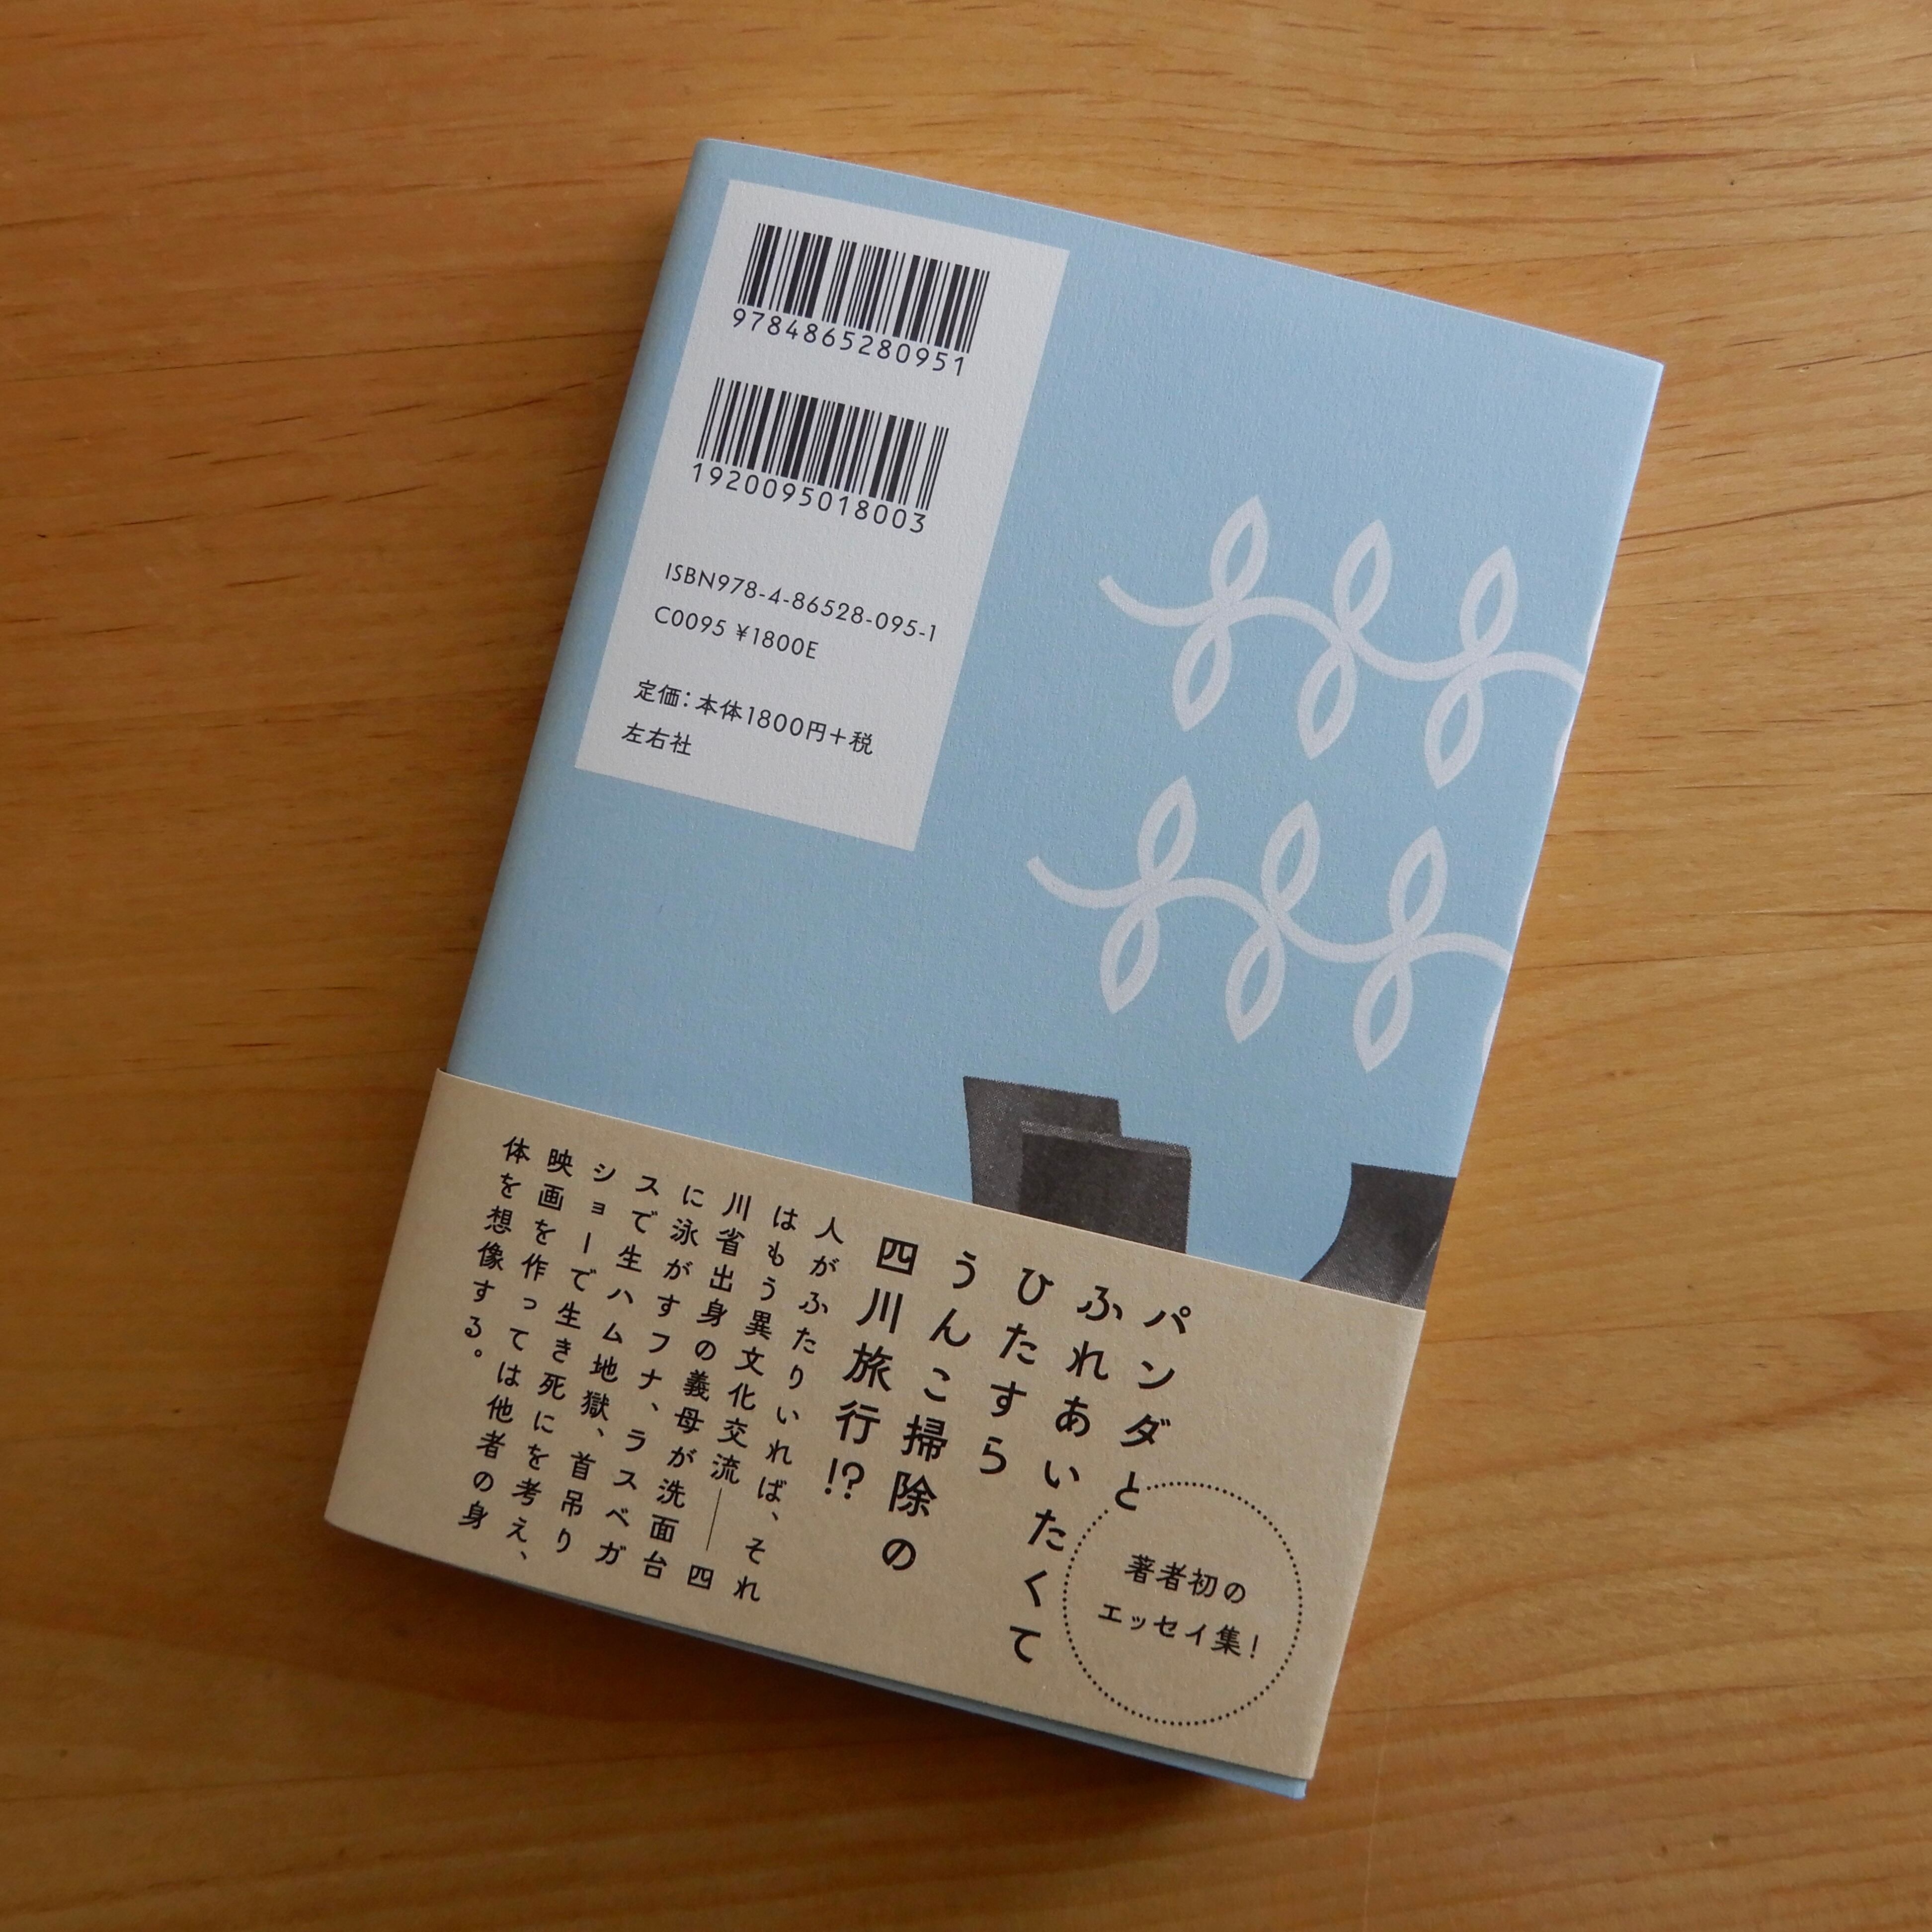 9784865280951
1920095018003
ISBN978-4-86528-095-1
C0095 ¥1800E
定価：本体1800円＋税
左右社
パンダと
ふれあいたくて
ひたすら
うんこ掃除の
四川旅行!?
人がふたりいれば、それ
はもう異文化交流――四
川省出身の義母が洗面台
に泳がすフナ、ラスベガ
スで生ハム地獄、首吊り
ショーで生き死にを考え、
映画を作っては他者の身
体を想像する。
著者初の
エッセイ集！